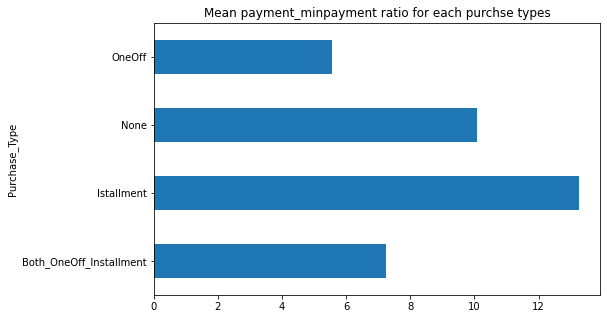 Mean payment_minpayment ratio for each purchse types
Purchase_Type
OneOff
None
Istallment
Both_OneOff_Installment
0 2 4 6 8 10 12